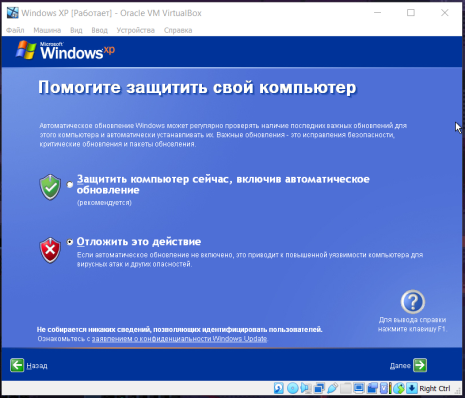 Windows XP [Работает] - Oracle VM VirtualBox
Файл Машина Вид Ввод Устройства Справка
Microsoft
Windows xp
Помогите защитить свой компьютер
Автоматическое обновление Windows может регулярно проверять наличие последних важных обновлений для
этого компьютера и автоматически устанавливать их. Важные обновления - это исправления безопасности,
критические обновления и пакеты обновления.
Защитить компьютер сейчас, включив автоматическое
обновление
(рекомендуется)
Отложить это действие
Если автоматическое обновление не включено, это приводит к повышенной уязвимости компьютера для
вирусных атак и других опасностей.
Для вывода справки
нажмите клавишу F1.
Не собирается никаких сведений, позволяющих идентифицировать пользователей.
Ознакомьтесь с заявлением о конфиденциальности Windows Update.
Назад
Далее
Right Ctrl